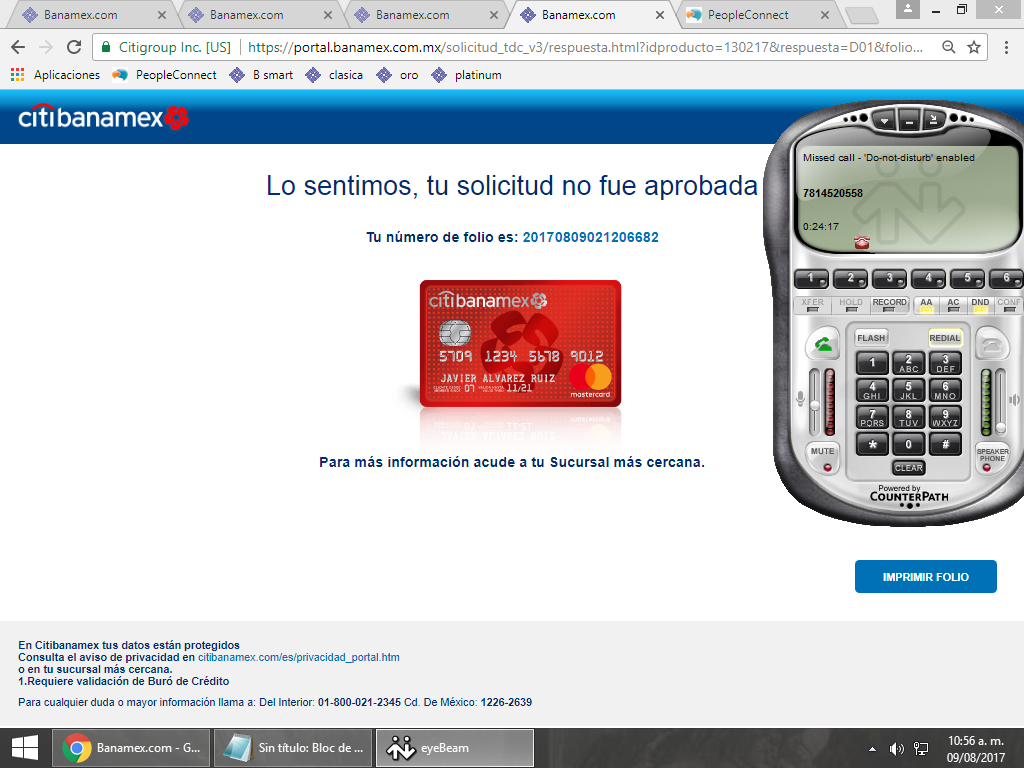 Banamex.com
Banamex.com
Banamex.com
Banamex.com
PeopleConnect
Citigroup Inc. [US]
https://portal.banamex.com.mx/solicitud_tdc_v3/respuesta.html?idproducto=130217&respuesta=D01&folio...
Aplicaciones
PeopleConnect
B smart
clasica
oro
platinum
citibanamex
Lo sentimos, tu solicitud no fue aprobada
Tu número de folio es: 20170809021206682
citibanamex
5709 1234 5678 9012
07 11/21
JAVIER ALVAREZ RUIZ
mastercard
Para más información acude a tu Sucursal más cercana.
IMPRIMIR FOLIO
Missed call - 'Do-not-disturb' enabled
7814520558
0:24:17
1 2 3 4 5 6
XFER HOLD RECORD AA AC DND CONF
FLASH REDIAL
1 2 ABC 3 DEF
4 GHI 5 JKL 6 MNO
7 PQRS 8 TUV 9 WXYZ
* 0 #
MUTE
SPEAKER PHONE
CLEAR
Powered by
COUNTERPATH
En Citibanamex tus datos están protegidos
Consulta el aviso de privacidad en citibanamex.com/es/privacidad_portal.htm
o en tu sucursal más cercana.
1.Requiere validación de Buró de Crédito
Para cualquier duda o mayor información llama a: Del Interior: 01-800-021-2345 Cd. De México: 1226-2639
Banamex.com - G...
Sin título: Bloc de ...
eyeBeam
10:56 a. m.
09/08/2017